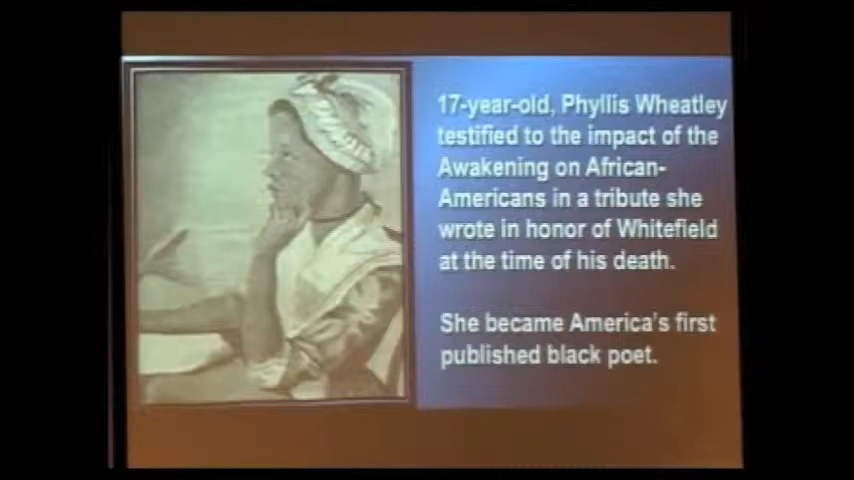 17-year-old, Phyllis Wheatley
testified to the impact of the
Awakening on African-
Americans in a tribute she
wrote in honor of Whitefield
at the time of his death.
She became America's first
published black poet.